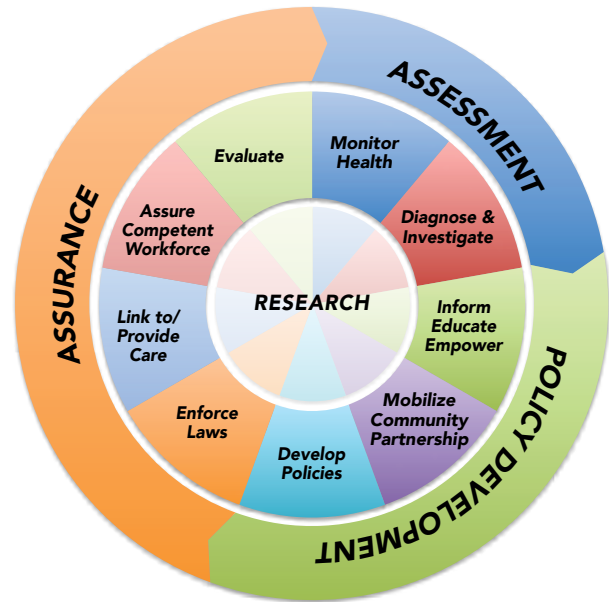 ASSESSMENT
POLICY DEVELOPMENT
ASSURANCE
Monitor
Health
Diagnose &
Investigate
Inform
Educate
Empower
Mobilize
Community
Partnership
Develop
Policies
Enforce
Laws
Link to/
Provide
Care
Assure
Competent
Workforce
Evaluate
RESEARCH